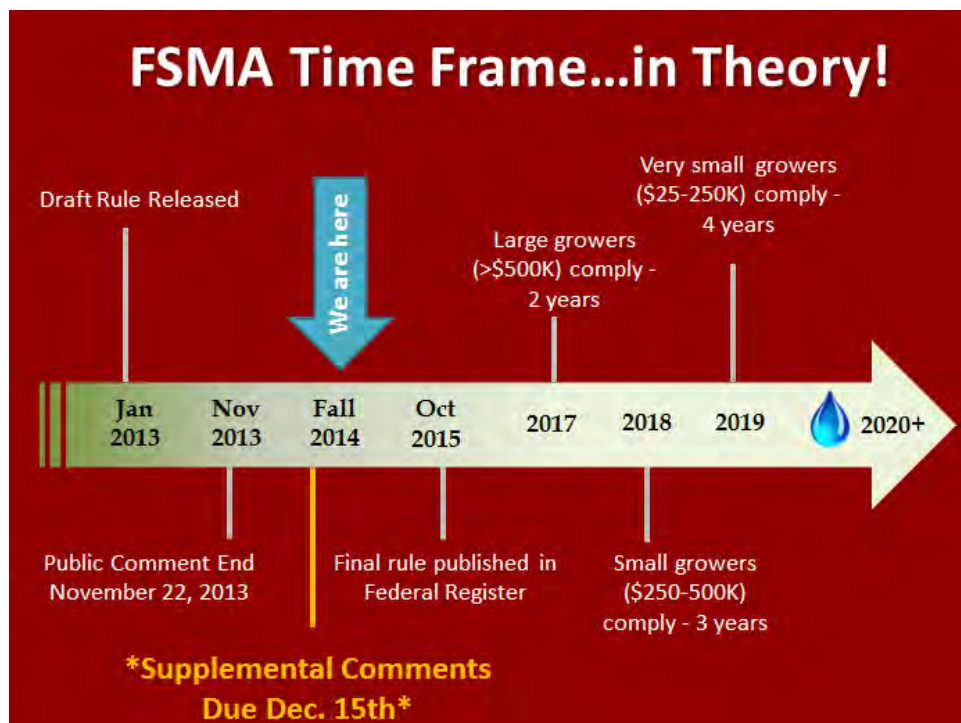 FSMA Time Frame...in Theory!
Draft Rule Released
We are here
Large growers
(>$500K) comply -
2 years
Very small growers
($25-250K) comply -
4 years
Jan
2013
Nov
2013
Fall
2014
Oct
2015
2017
2018
2019
2020+
Public Comment End
November 22, 2013
*Supplemental Comments
Due Dec. 15th*
Final rule published in
Federal Register
Small growers
($250-500K)
comply - 3 years